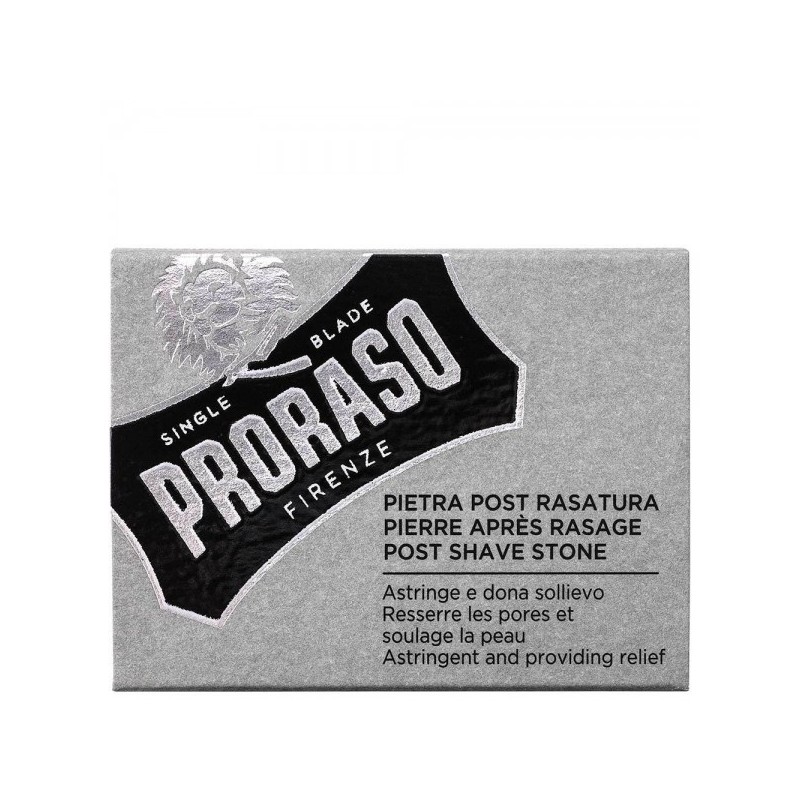 SINGLE BLADE
PRORASO
FIRENZE
PIETRA POST RASATURA
PIERRE APRÈS RASAGE
POST SHAVE STONE
Astringe e dona sollievo
Resserre les pores et
soulage la peau
Astringent and providing relief